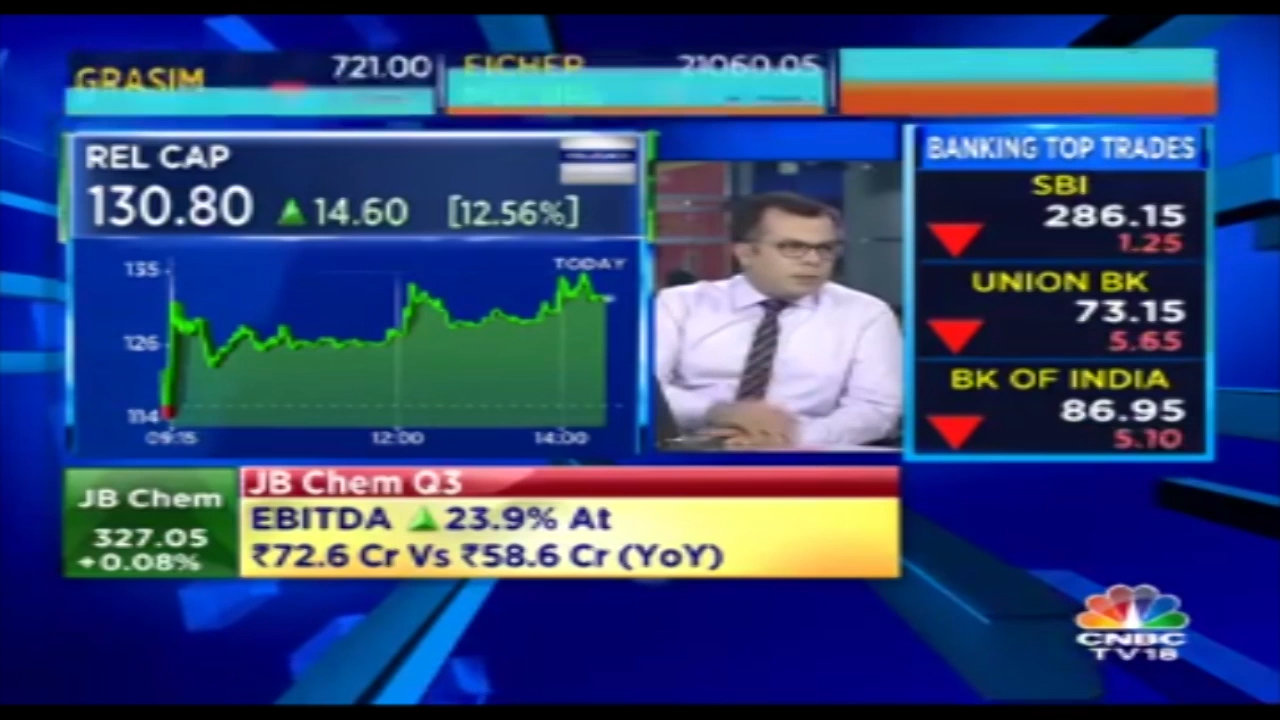 GRASIM
721.00
EICHER
21060.05
REL CAP
130.80 ▲14.60 [12.56%]
TODAY
135
126
114
09:15 12:00 14:00
BANKING TOP TRADES
SBI
286.15
1.25
UNION BK
73.15
5.65
BK OF INDIA
86.95
5.10
JB Chem
327.05
+0.08%
JB Chem Q3
EBITDA ▲23.9% At
₹72.6 Cr Vs ₹58.6 Cr (YoY)
CNBC
TV18